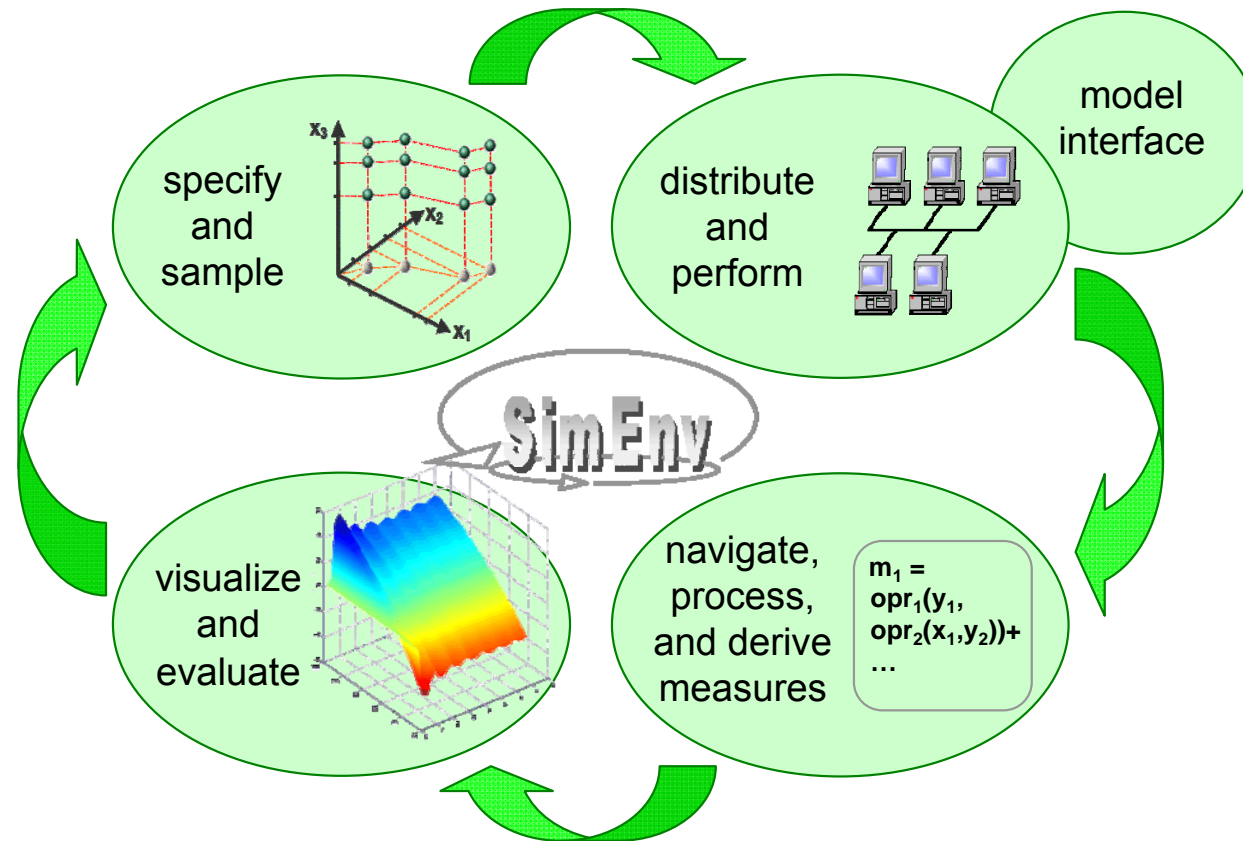 specify
and
sample
x₃
x₂
x₁
distribute
and
perform
model
interface
SimEnv
visualize
and
evaluate
navigate,
process,
and derive
measures
m₁ =
opr₁(y₁,
opr₂(x₁,y₂))+
…